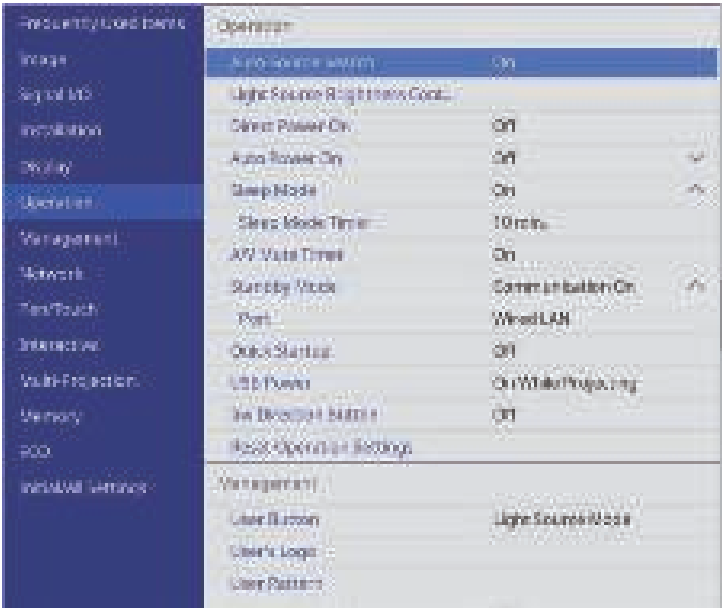 Frequently Used Items
Image
Signal I/O
Installation
Display
Operation
Management
Network
Pen/Touch
Interactive
Multi-Projection
Memory
ECO
Initial/All Settings
Operation
Auto Source Search On
Light Source Brightness Cont...
Direct Power On Off
Auto Power On Off
Sleep Mode On
Sleep Mode Timer 10 min.
A/V Mute Timer On
Standby Mode Communication On
Port Wired LAN
Quick Startup Off
USB Power On While Projecting
Inv Direction Button Off
Reset Operation Settings
Management
User Button Light Source Mode
User's Logo
User Pattern